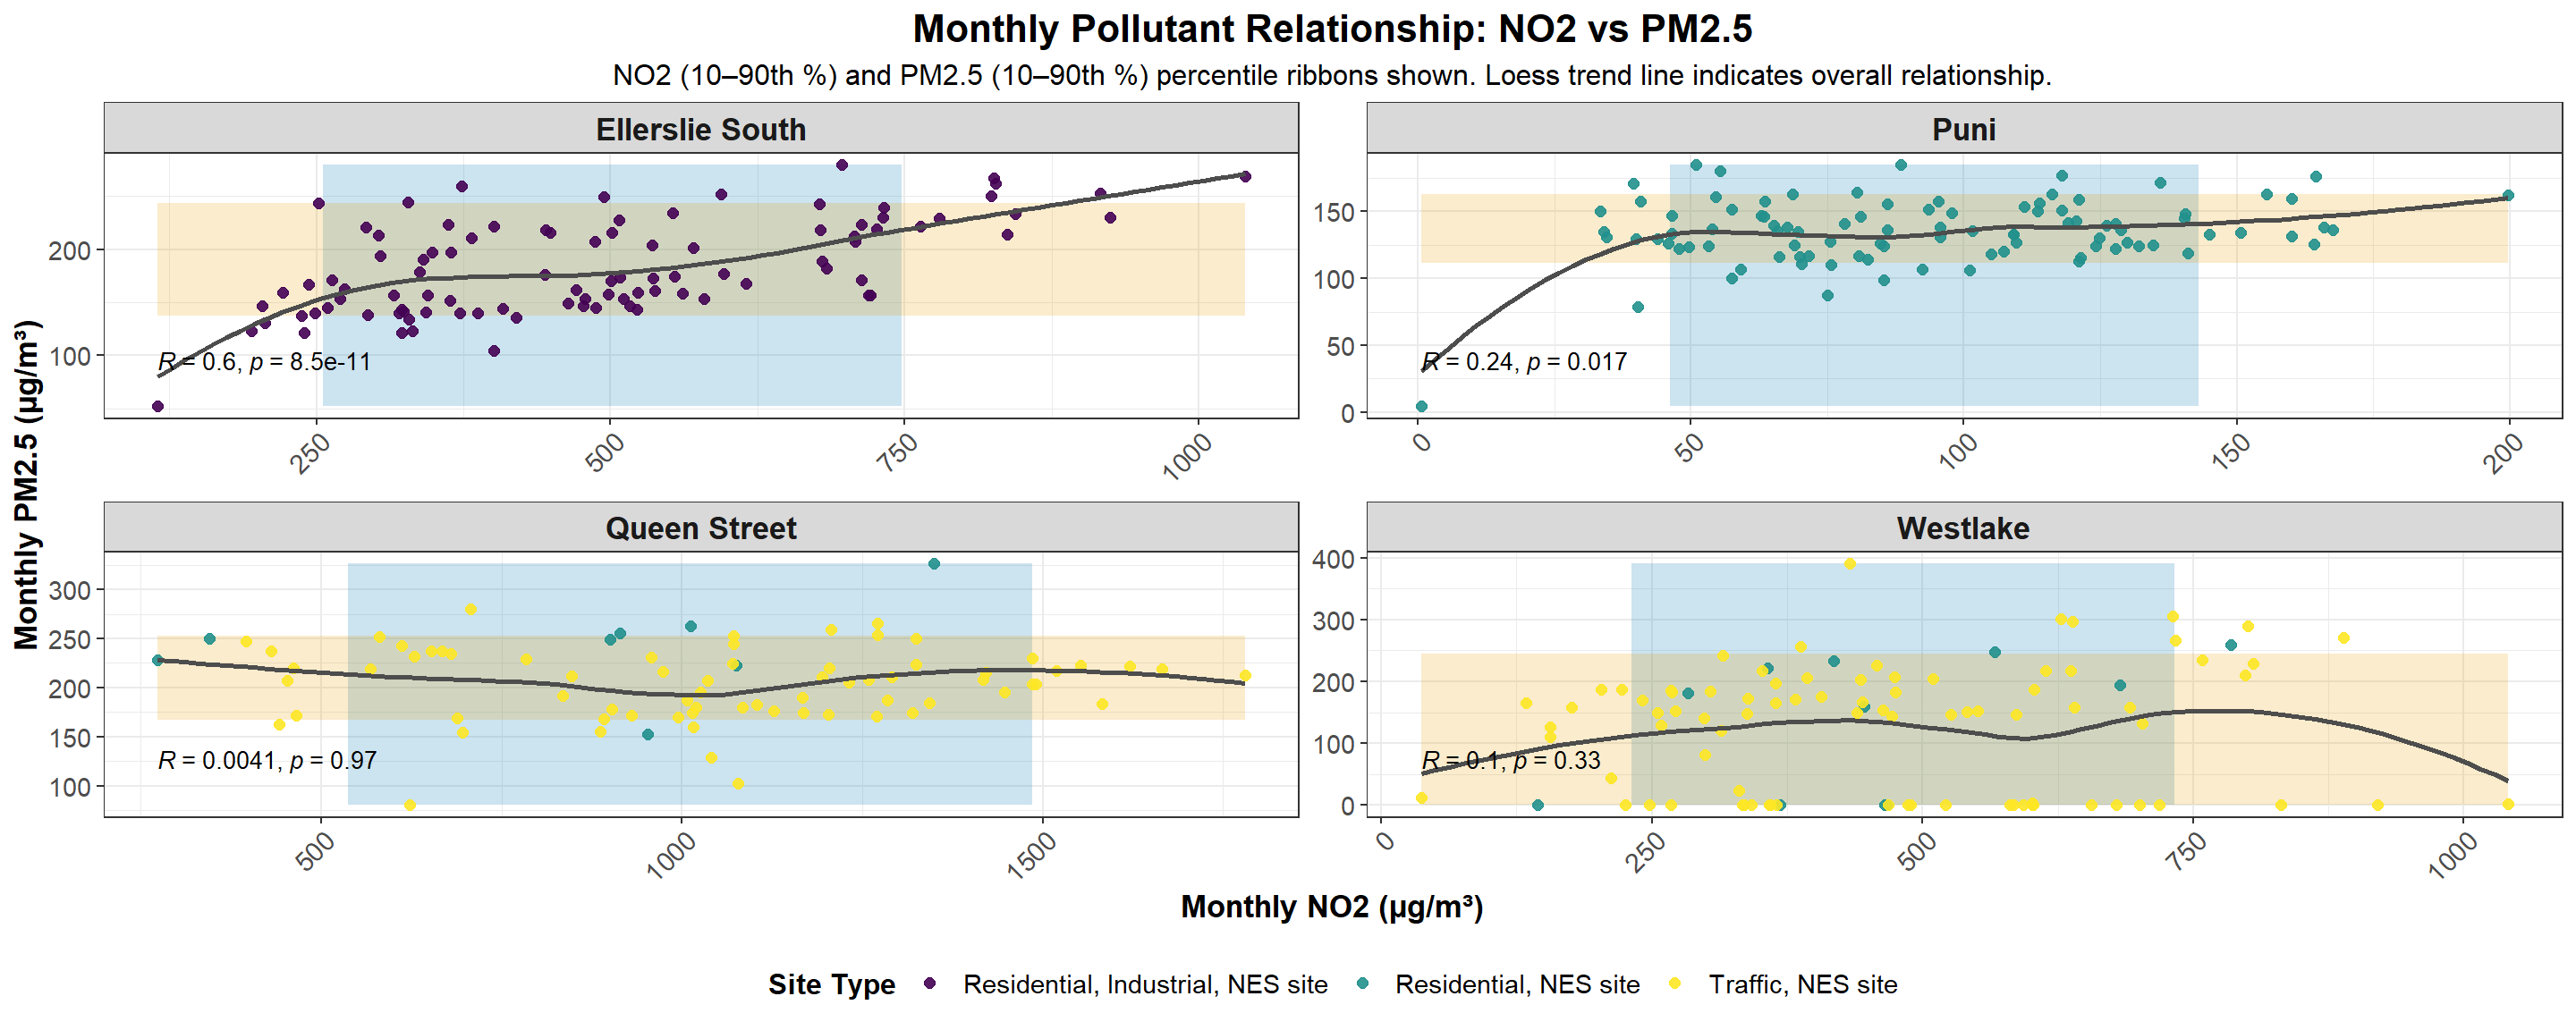 Monthly Pollutant Relationship: NO2 vs PM2.5
NO2 (10–90th %) and PM2.5 (10–90th %) percentile ribbons shown. Loess trend line indicates overall relationship.
Monthly PM2.5 (µg/m³)
Ellerslie South
200
100
R = 0.6, p = 8.5e-11
250
500
750
1000
Puni
150
100
50
0
R = 0.24, p = 0.017
0
50
100
150
200
Queen Street
300
250
200
150
100
R = 0.0041, p = 0.97
500
1000
1500
Westlake
400
300
200
100
0
R = 0.1, p = 0.33
0
250
500
750
1000
Monthly NO2 (µg/m³)
Site Type
Residential, Industrial, NES site
Residential, NES site
Traffic, NES site